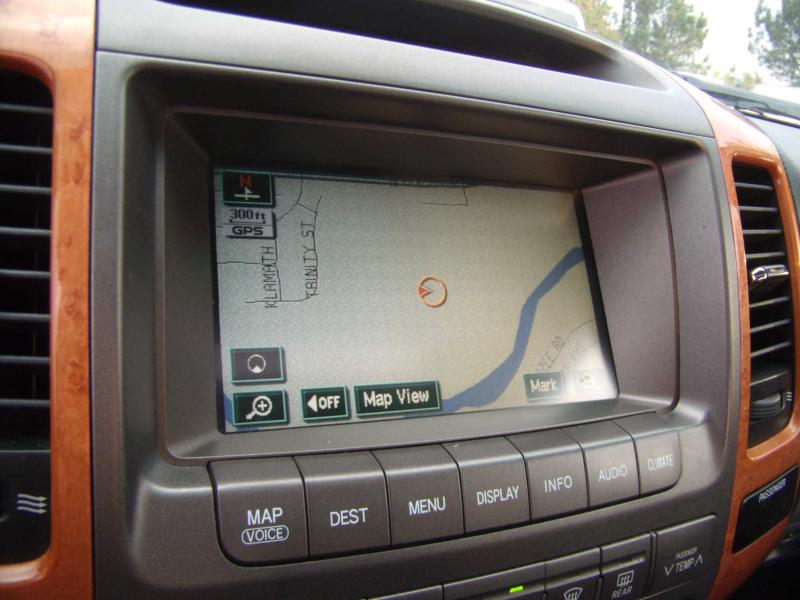 N
300ft
GPS
KLAMATH
TRINITY ST
OFF
Map View
Mark
MAP
VOICE
DEST
MENU
DISPLAY
INFO
AUDIO
CLIMATE
PASSENGER
PASSENGER
TEMP
REAR